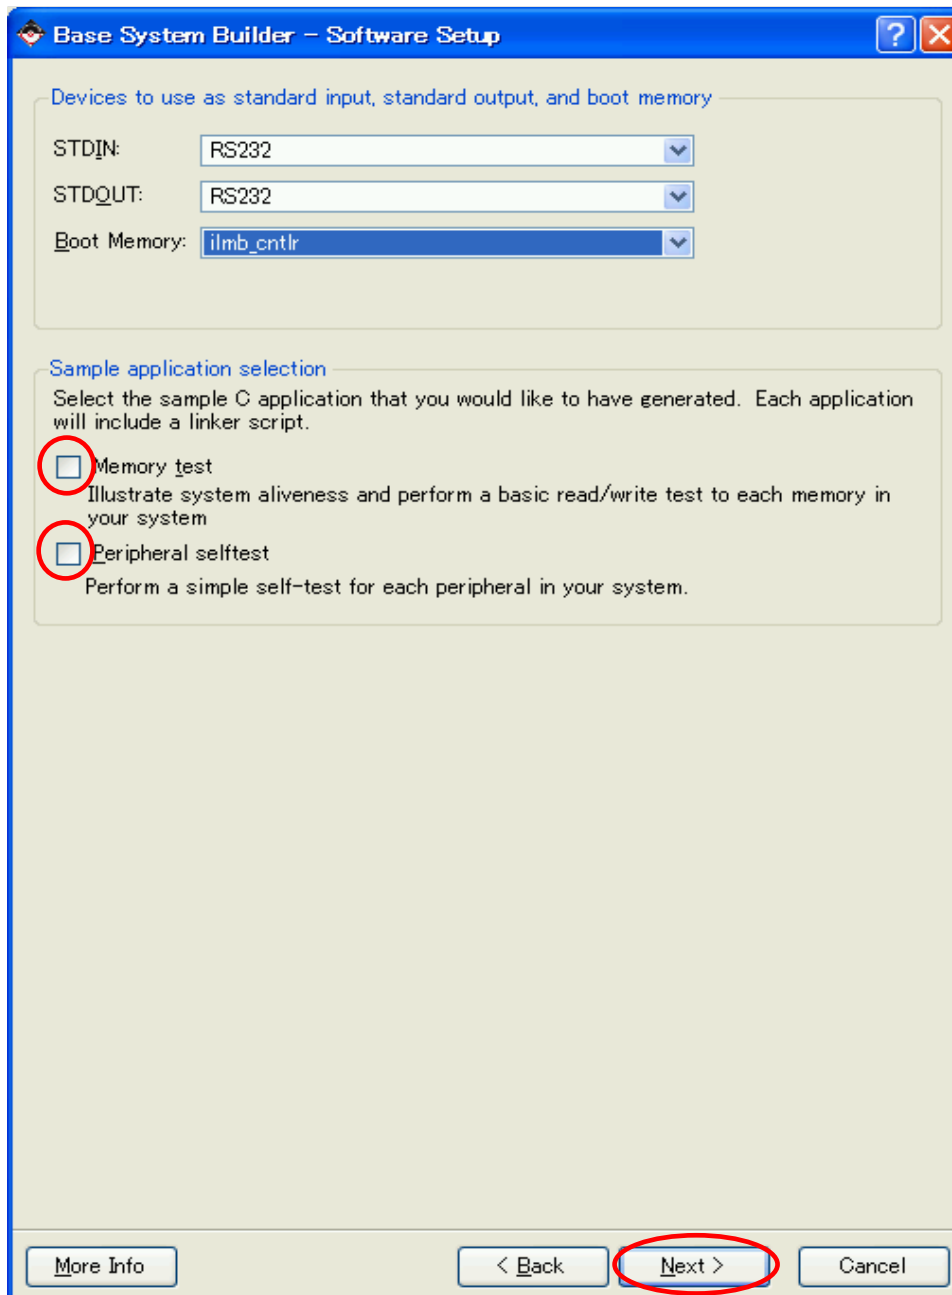 Base System Builder - Software Setup
Devices to use as standard input, standard output, and boot memory
STDIN: RS232
STDOUT: RS232
Boot Memory: ilmb_cntlr
Sample application selection
Select the sample C application that you would like to have generated. Each application
will include a linker script.
Memory test
Illustrate system aliveness and perform a basic read/write test to each memory in
your system
Peripheral selftest
Perform a simple self-test for each peripheral in your system.
More Info < Back Next > Cancel